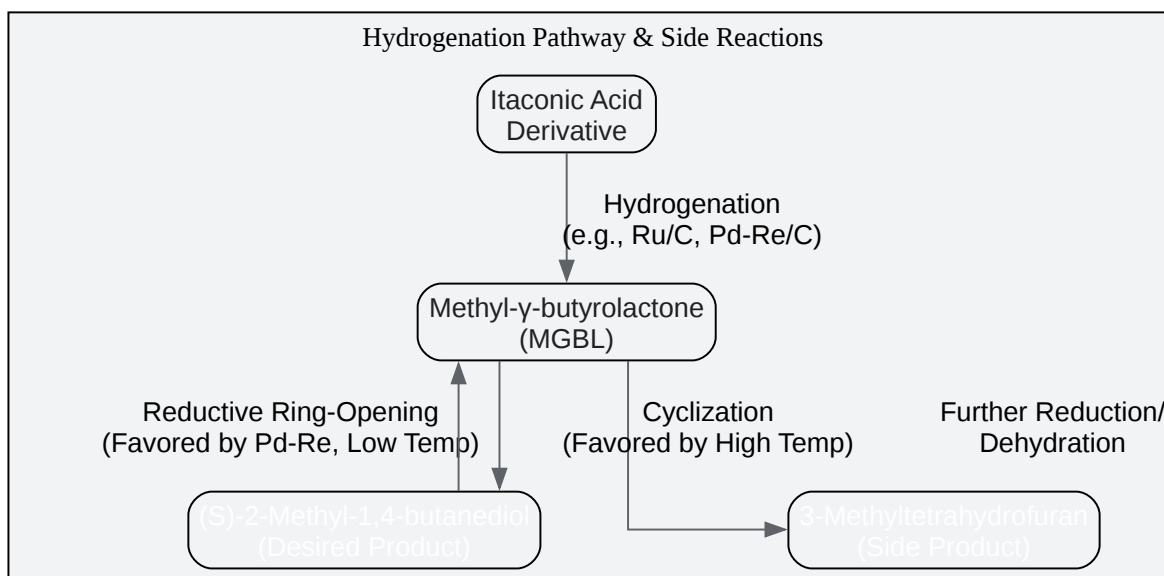 Hydrogenation Pathway & Side Reactions
Itaconic Acid
Derivative
Hydrogenation
(e.g., Ru/C, Pd-Re/C)
Methyl-γ-butyrolactone
(MGBL)
Reductive Ring-Opening
(Favored by Pd-Re, Low Temp)
Cyclization
(Favored by High Temp)
Further Reduction/
Dehydration
(S)-2-Methyl-1,4-butanediol
(Desired Product)
3-Methyltetrahydrofuran
(Side Product)